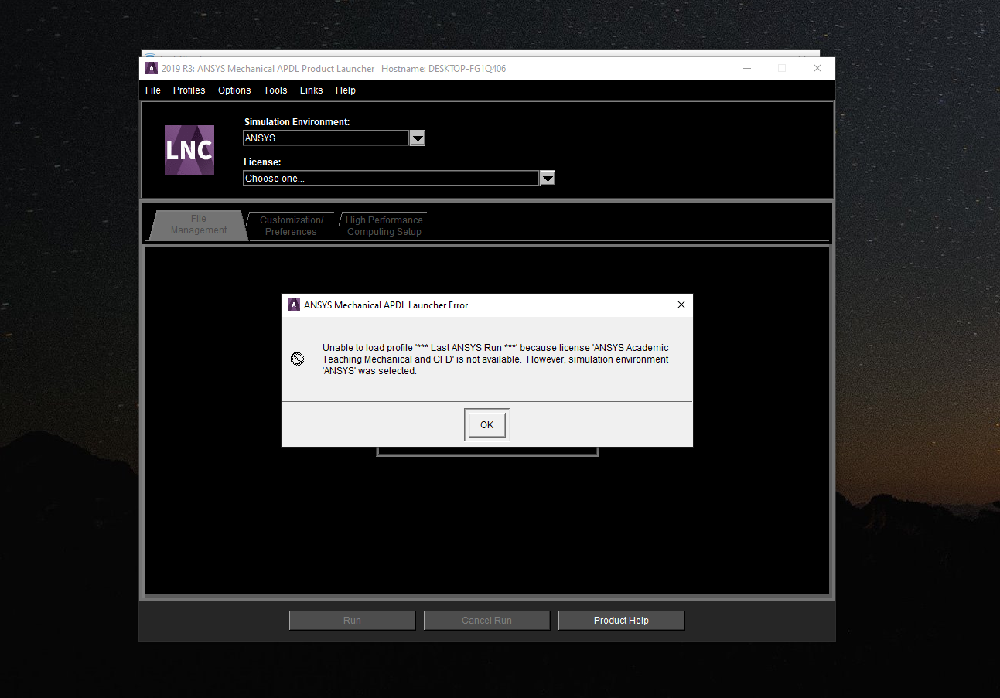 2019 R3: ANSYS Mechanical APDL Product Launcher Hostname: DESKTOP-FG1Q406
File Profiles Options Tools Links Help
LNC
Simulation Environment:
ANSYS
License:
Choose one...
File
Management
Customization/
Preferences
High Performance
Computing Setup
A ANSYS Mechanical APDL Launcher Error
Unable to load profile '*** Last ANSYS Run ***' because license 'ANSYS Academic
Teaching Mechanical and CFD' is not available. However, simulation environment
'ANSYS' was selected.
OK
Run Cancel Run Product Help